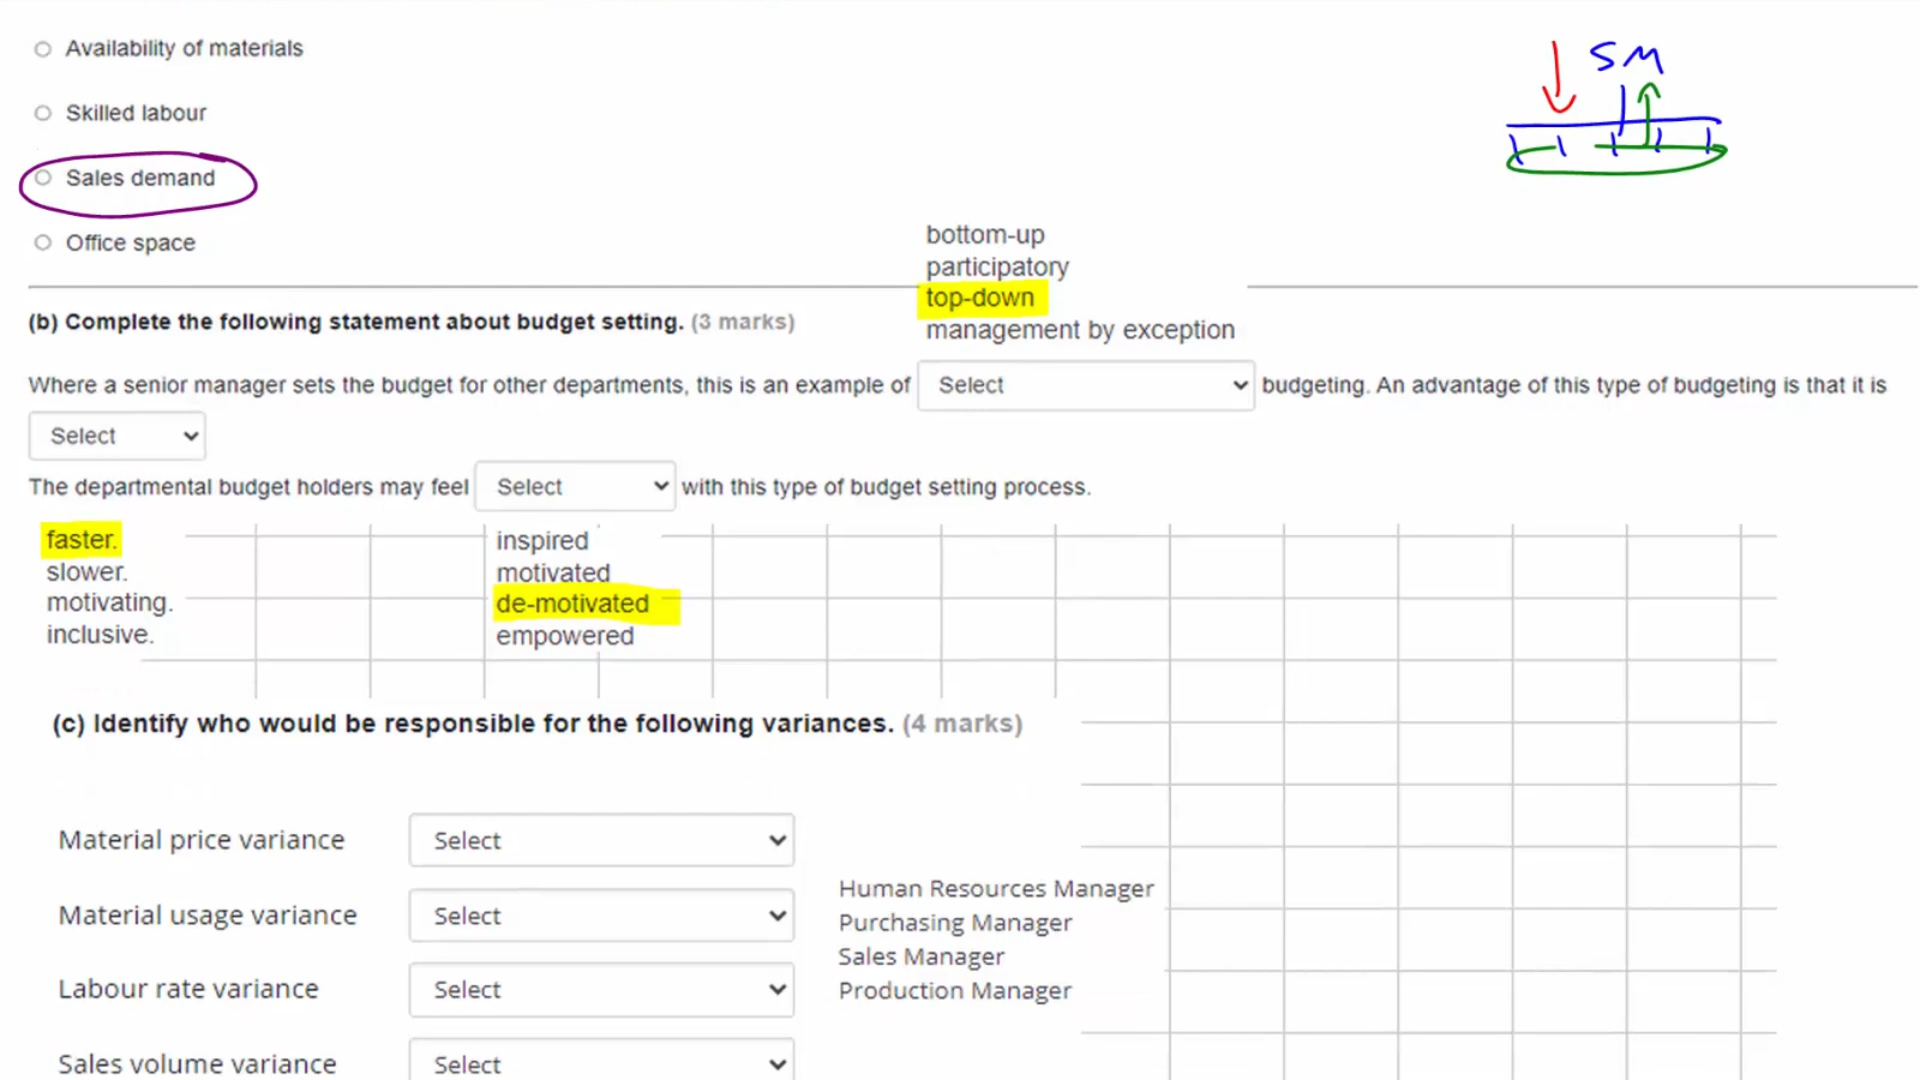 Availability of materials
SM
Skilled labour
Sales demand
Office space
bottom-up
participatory
top-down
management by exception
(b) Complete the following statement about budget setting. (3 marks)
Where a senior manager sets the budget for other departments, this is an example of Select budgeting. An advantage of this type of budgeting is that it is
Select
The departmental budget holders may feel Select with this type of budget setting process.
faster.
slower.
motivating.
inclusive.
inspired
motivated
de-motivated
empowered
(c) Identify who would be responsible for the following variances. (4 marks)
Material price variance Select
Material usage variance Select
Labour rate variance Select
Sales volume variance Select
Human Resources Manager
Purchasing Manager
Sales Manager
Production Manager